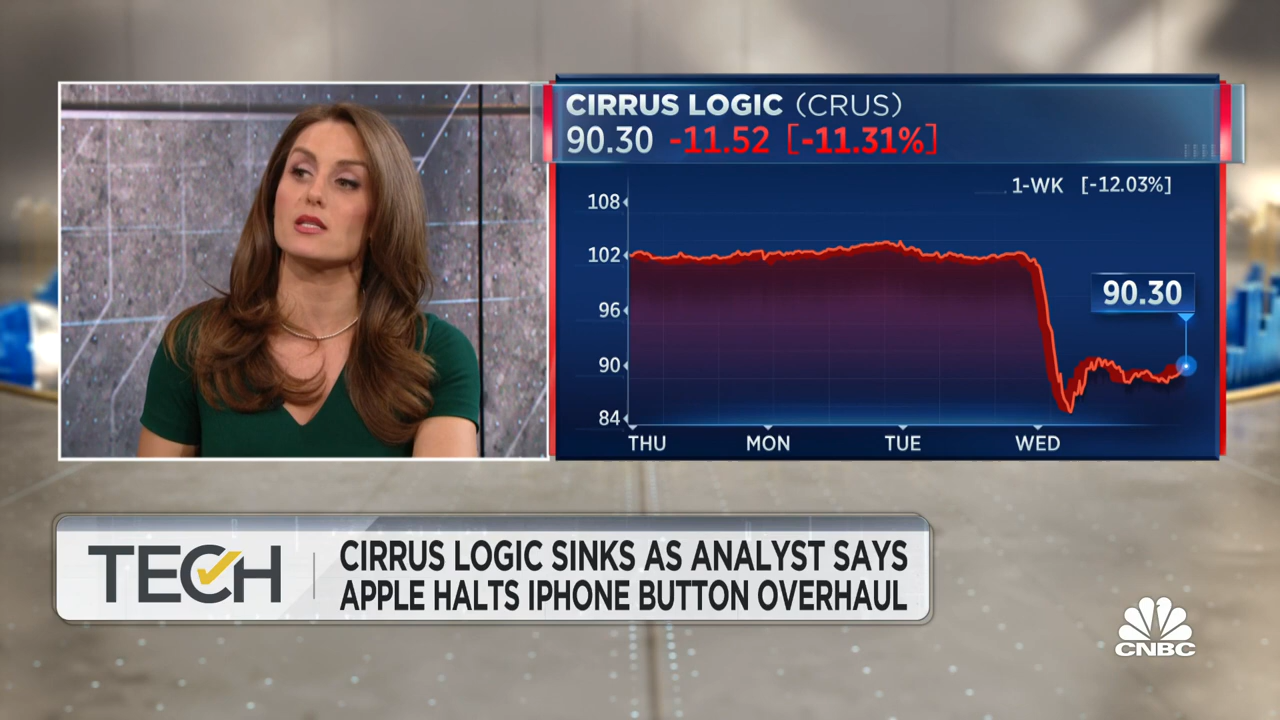 CIRRUS LOGIC (CRUS)
90.30 -11.52 [-11.31%]
1-WK [-12.03%]
108
102
96
90
84
90.30
THU MON TUE WED
TECH
CIRRUS LOGIC SINKS AS ANALYST SAYS
APPLE HALTS IPHONE BUTTON OVERHAUL
CNBC